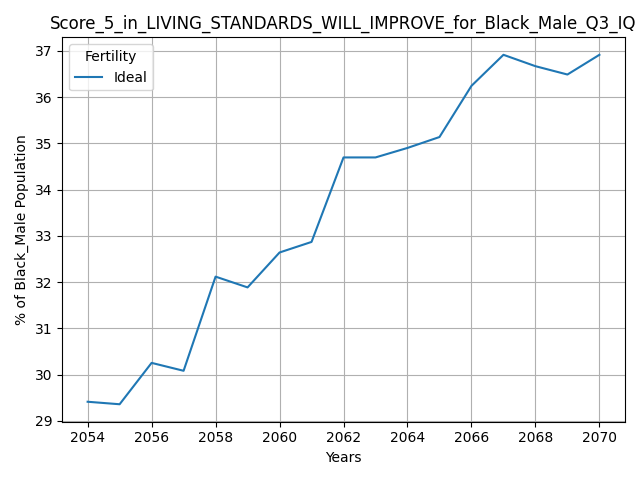 Score_5_in_LIVING_STANDARDS_WILL_IMPROVE_for_Black_Male_Q3_IQ
Fertility
Ideal
37
36
35
34
33
32
31
30
29
% of Black_Male Population
2054 2056 2058 2060 2062 2064 2066 2068 2070
Years